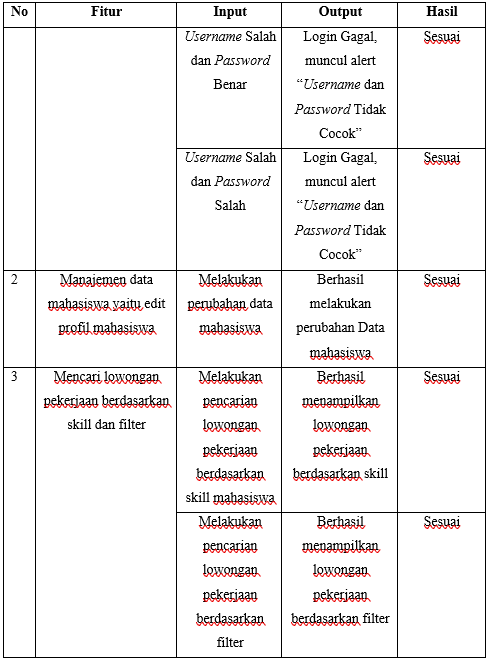 No Fitur Input Output Hasil
Username Salah
dan Password
Benar
Login Gagal,
muncul alert
“Username dan
Password Tidak
Cocok”
Sesuai
Username Salah
dan Password
Salah
Login Gagal,
muncul alert
“Username dan
Password Tidak
Cocok”
Sesuai
2
Manajemen data
mahasiswa yaitu edit
profil mahasiswa
Melakukan
perubahan data
mahasiswa
Berhasil
melakukan
perubahan Data
mahasiswa
Sesuai
3
Mencari lowongan
pekerjaan berdasarkan
skill dan filter
Melakukan
pencarian
lowongan
pekerjaan
berdasarkan
skill mahasiswa
Berhasil
menampilkan
lowongan
pekerjaan
berdasarkan skill
Sesuai
Melakukan
pencarian
lowongan
pekerjaan
berdasarkan
filter
Berhasil
menampilkan
lowongan
pekerjaan
berdasarkan filter
Sesuai